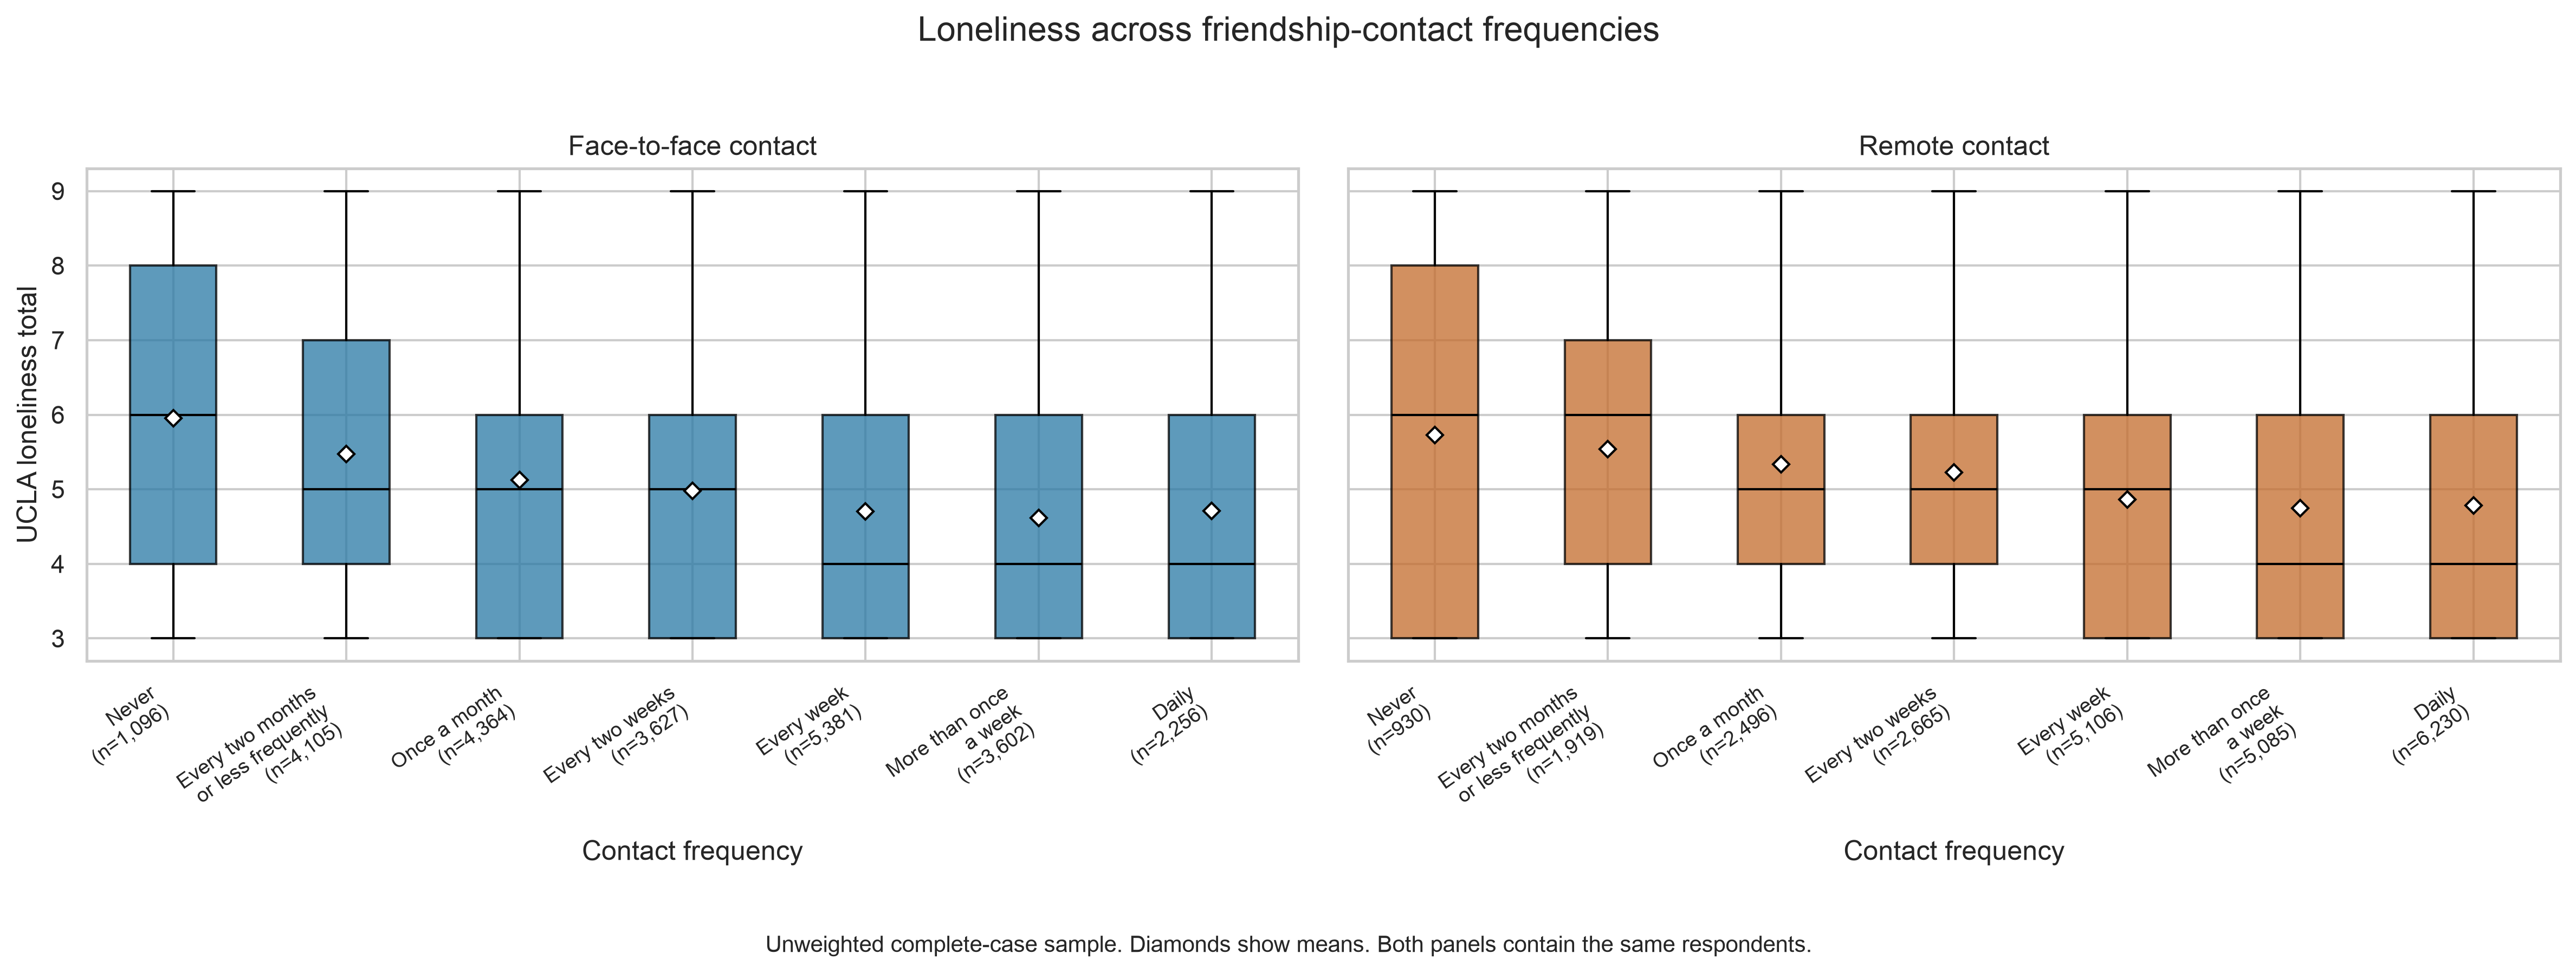 Loneliness across friendship-contact frequencies
Face-to-face contact
UCLA loneliness total
9
8
7
6
5
4
3
Never
(n=1,096)
Every two months
or less frequently
(n=4,105)
Once a month
(n=4,364)
Every two weeks
(n=3,627)
Every week
(n=5,381)
More than once
a week
(n=3,602)
Daily
(n=2,256)
Contact frequency
Remote contact
Never
(n=930)
Every two months
or less frequently
(n=1,919)
Once a month
(n=2,496)
Every two weeks
(n=2,665)
Every week
(n=5,106)
More than once
a week
(n=5,085)
Daily
(n=6,230)
Contact frequency
Unweighted complete-case sample. Diamonds show means. Both panels contain the same respondents.